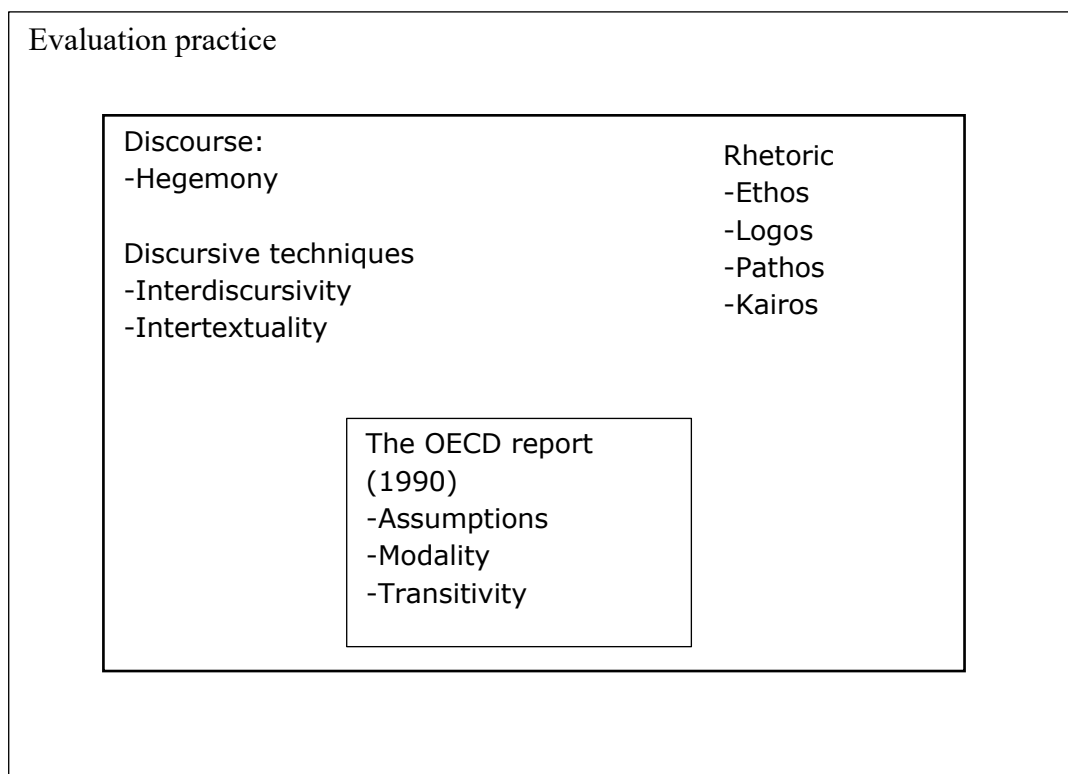 Evaluation practice
Discourse:
-Hegemony
Discursive techniques
-Interdiscursivity
-Intertextuality
Rhetoric
-Ethos
-Logos
-Pathos
-Kairos
The OECD report
(1990)
-Assumptions
-Modality
-Transitivity